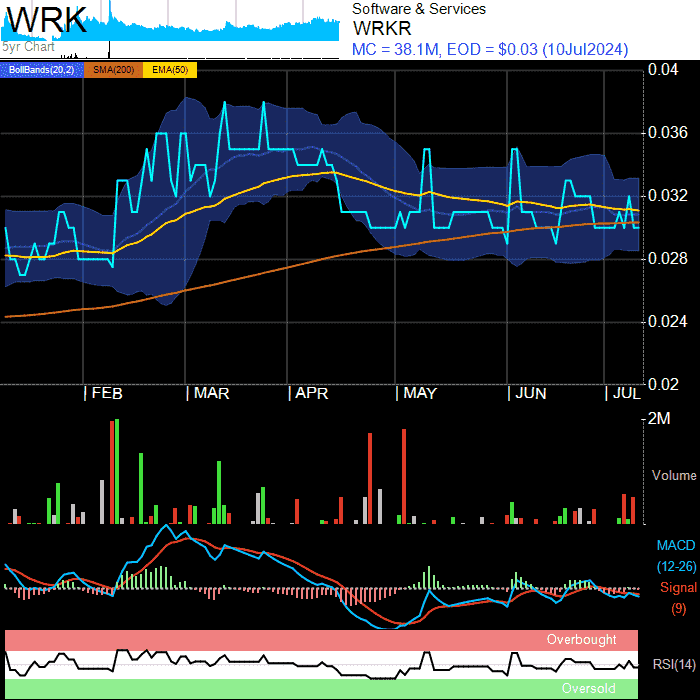 WRK
5yr Chart
Software & Services
WRKR
MC = 38.1M, EOD = $0.03 (10Jul2024)
BollBands(20,2) SMA(200) EMA(50)
0.04
0.036
0.032
0.028
0.024
0.02
FEB MAR APR MAY JUN JUL
2M
Volume
MACD
(12-26)
Signal
(9)
Overbought
RSI(14)
Oversold